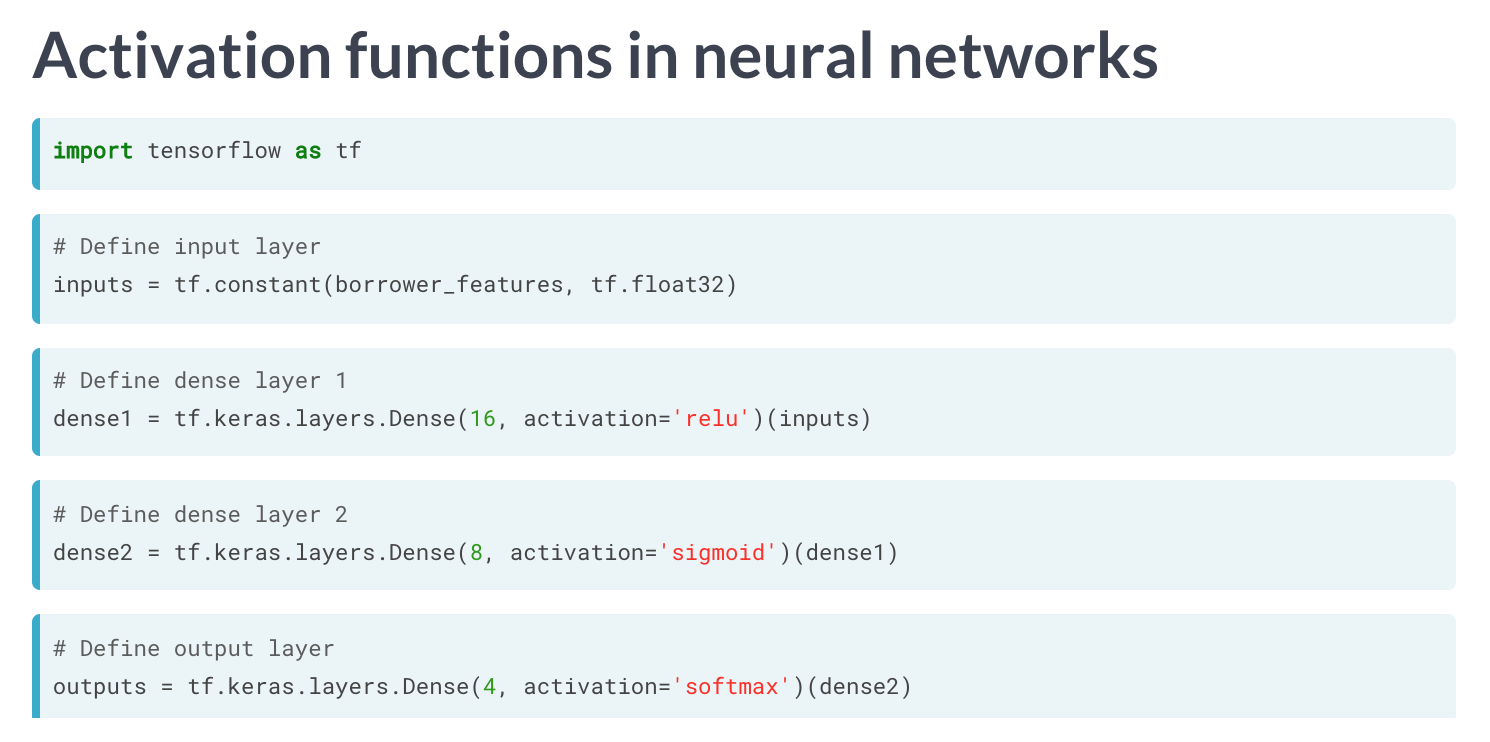 Activation functions in neural networks
import tensorflow as tf
# Define input layer
inputs = tf.constant(borrower_features, tf.float32)
# Define dense layer 1
dense1 = tf.keras.layers.Dense(16, activation='relu')(inputs)
# Define dense layer 2
dense2 = tf.keras.layers.Dense(8, activation='sigmoid')(dense1)
# Define output layer
outputs = tf.keras.layers.Dense(4, activation='softmax')(dense2)